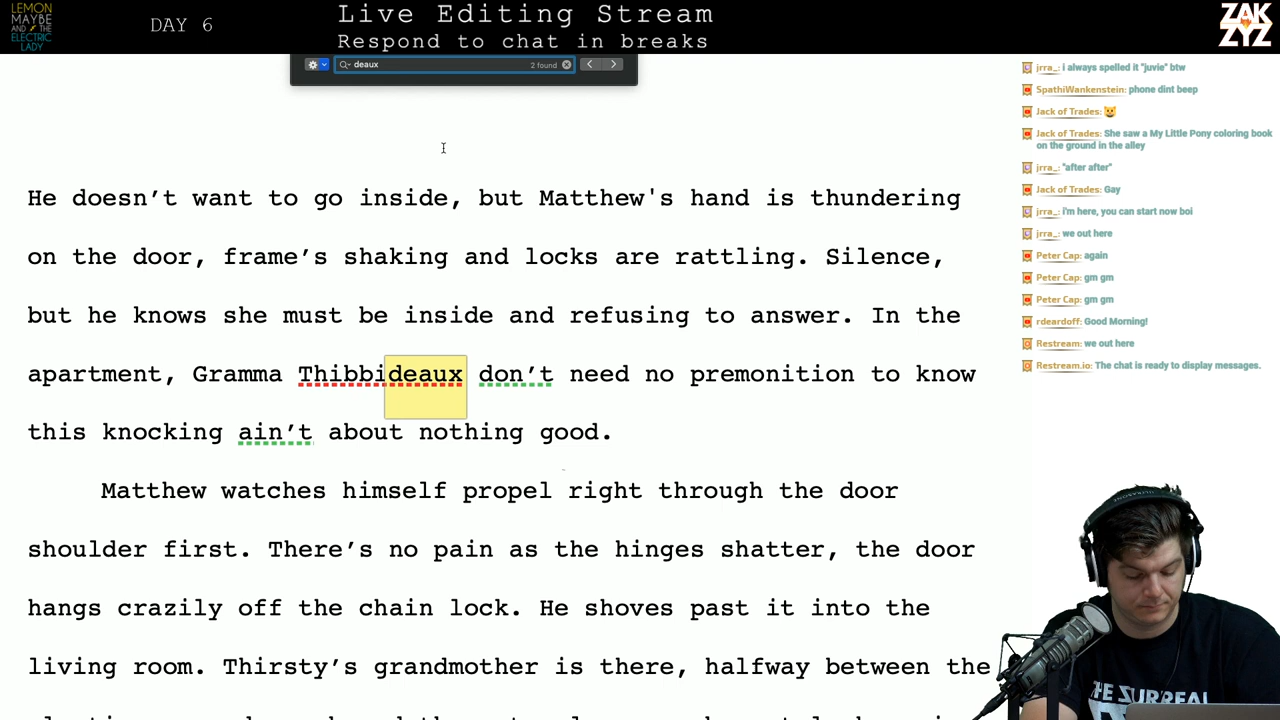 LEMON
MAYBE
AND THE
ELECTRIC
LADY
DAY 6
Live Editing Stream
Respond to chat in breaks
ZAK
ZYZ
deaux
2 found
He doesn’t want to go inside, but Matthew's hand is thundering
on the door, frame’s shaking and locks are rattling. Silence,
but he knows she must be inside and refusing to answer. In the
apartment, Gramma Thibbideaux don’t need no premonition to know
this knocking ain’t about nothing good.
Matthew watches himself propel right through the door
shoulder first. There’s no pain as the hinges shatter, the door
hangs crazily off the chain lock. He shoves past it into the
living room. Thirsty’s grandmother is there, halfway between the
jrra_: i always spelled it "juvie" btw
SpathiWankenstein: phone dint beep
Jack of Trades: 😺
Jack of Trades: She saw a My Little Pony coloring book
on the ground in the alley
jrra_: "after after"
Jack of Trades: Gay
jrra_: i'm here, you can start now boi
jrra_: we out here
Peter Cap: again
Peter Cap: gm gm
Peter Cap: gm gm
rdeardoff: Good Morning!
Restream: we out here
Restream.io: The chat is ready to display messages.
THE SURREAL